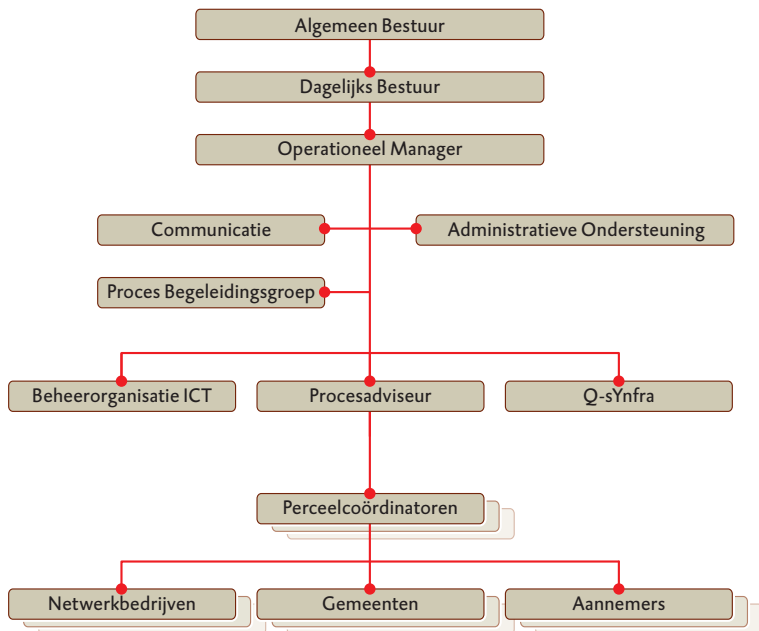 Algemeen Bestuur
Dagelijks Bestuur
Operationeel Manager
Communicatie
Administratieve Ondersteuning
Proces Begeleidingsgroep
Beheerorganisatie ICT
Procesadviseur
Q-sYnfra
Perceelcoördinatoren
Netwerkbedrijven
Gemeenten
Aannemers